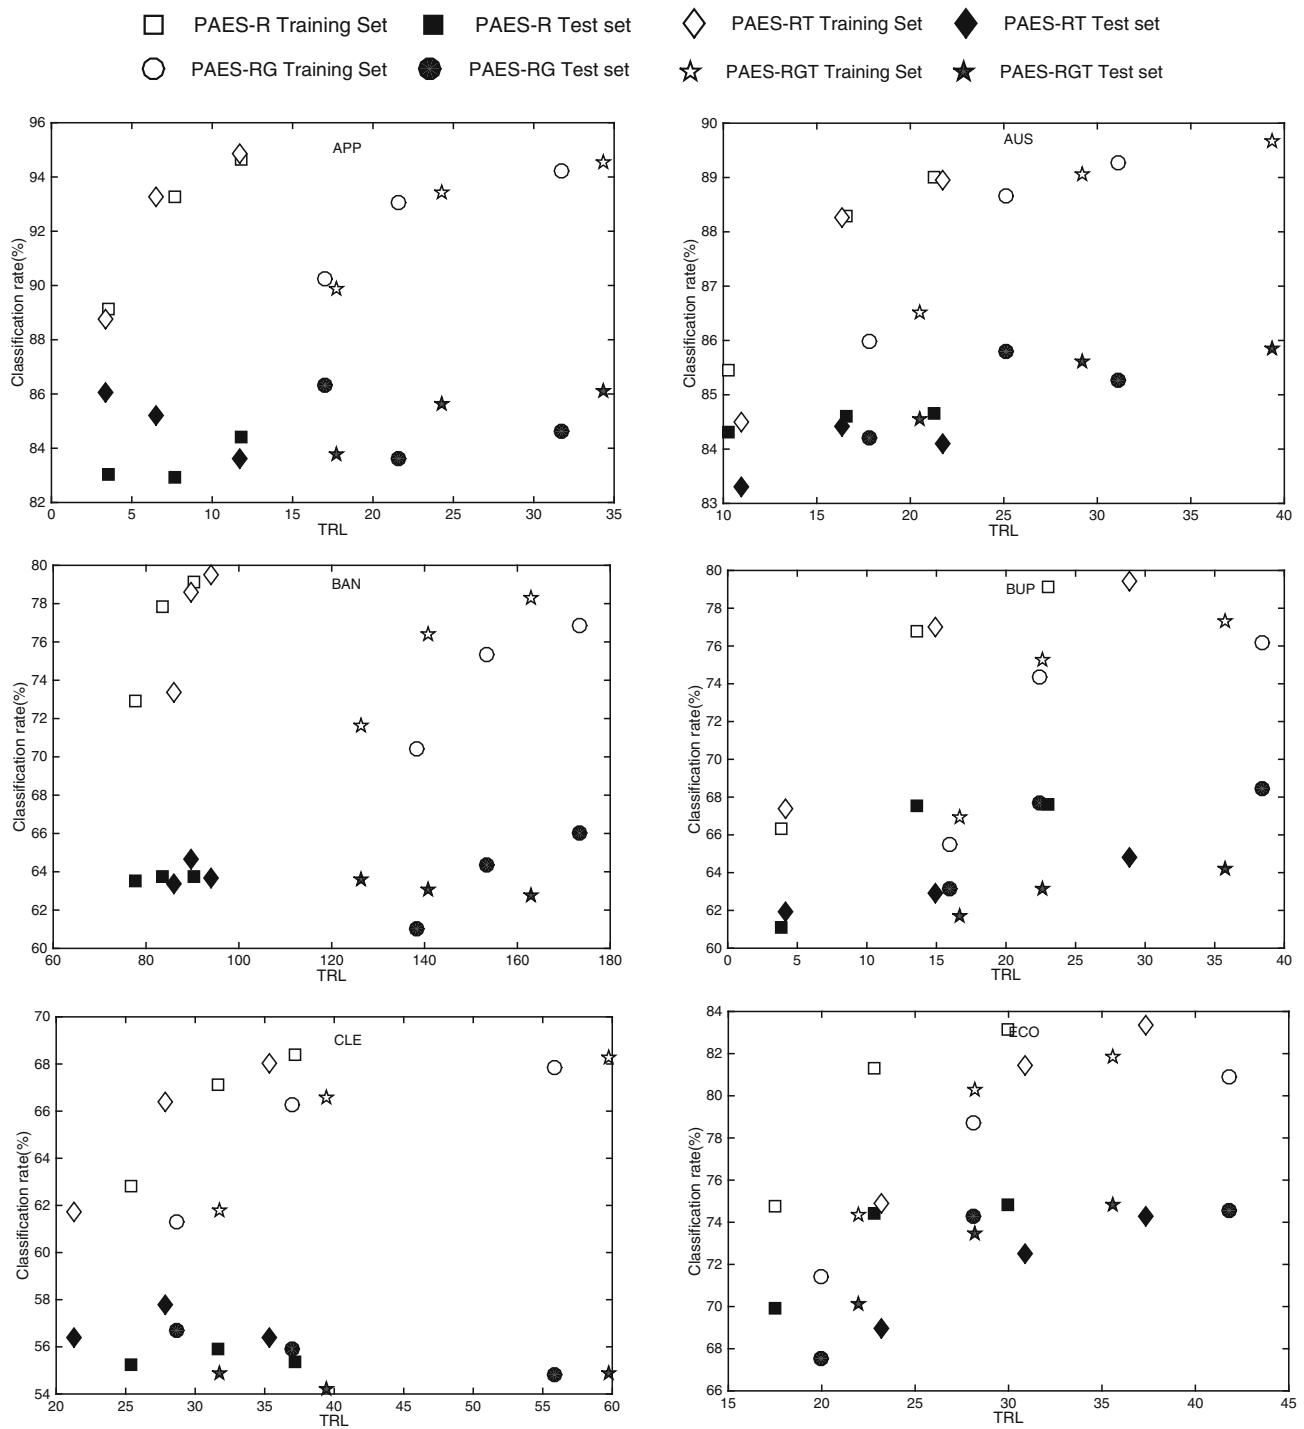 PAES-R Training Set PAES-R Test set PAES-RT Training Set PAES-RT Test set
PAES-RG Training Set PAES-RG Test set PAES-RGT Training Set PAES-RGT Test set
APP
Classification rate(%)
96
94
92
90
88
86
84
82
0 5 10 15 20 25 30 35
TRL
AUS
Classification rate(%)
90
89
88
87
86
85
84
83
10 15 20 25 30 35 40
TRL
BAN
Classification rate(%)
80
78
76
74
72
70
68
66
64
62
60
60 80 100 120 140 160 180
TRL
BUP
Classification rate(%)
80
78
76
74
72
70
68
66
64
62
60
0 5 10 15 20 25 30 35 40
TRL
CLE
Classification rate(%)
70
68
66
64
62
60
58
56
54
20 25 30 35 40 45 50 55 60
TRL
ECO
Classification rate(%)
84
82
80
78
76
74
72
70
68
66
15 20 25 30 35 40 45
TRL